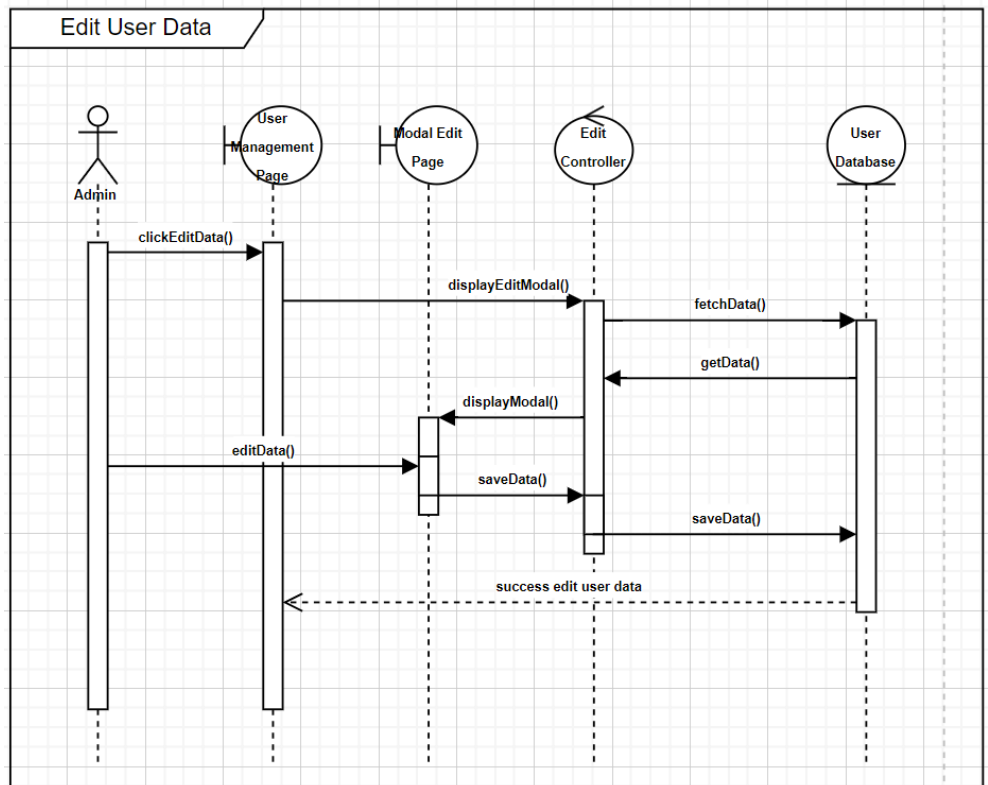 Edit User Data
User
Management
Page
Modal Edit
Page
Edit
Controller
User
Database
Admin
clickEditData()
displayEditModal()
fetchData()
getData()
displayModal()
editData()
saveData()
saveData()
success edit user data